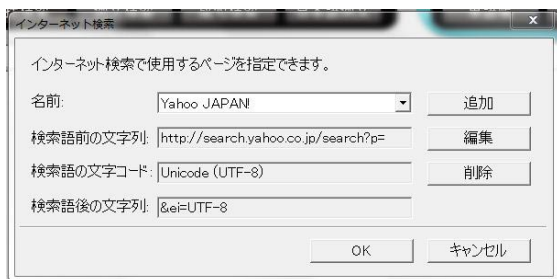 インターネット検索
x
インターネット検索で使用するページを指定できます。
名前: Yahoo JAPAN! 追加
検索語前の文字列: http://search.yahoo.co.jp/search?p= 編集
検索語の文字コード: Unicode (UTF-8) 削除
検索語後の文字列: &ei=UTF-8
OK キャンセル